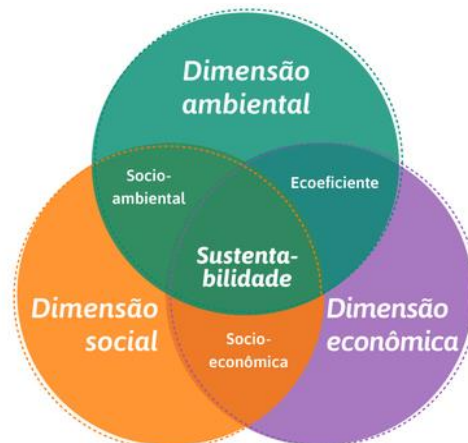 Dimensão
ambiental
Socio-
ambiental
Ecoeficiente
Sustenta-
bilidade
Dimensão
social
Dimensão
econômica
Socio-
econômica